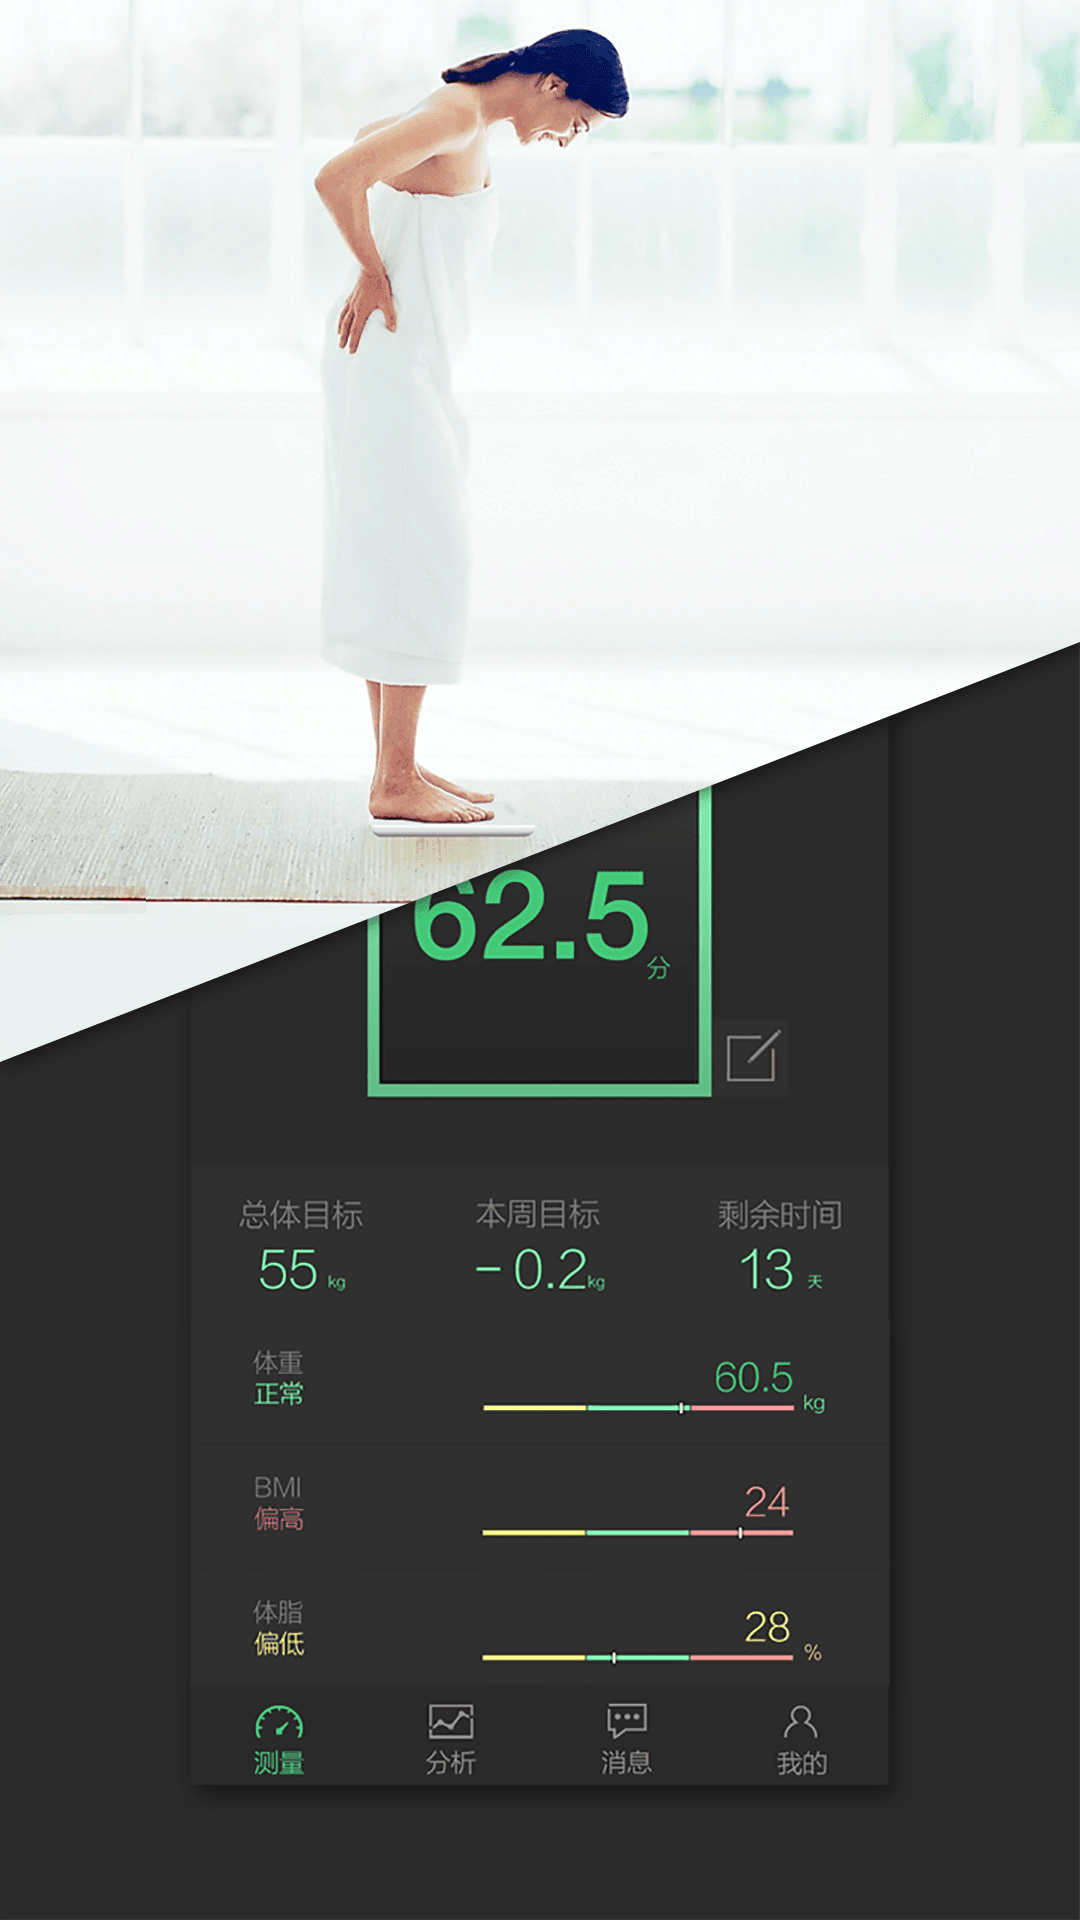 62.5 分
总体目标 本周目标 剩余时间
55 kg -0.2 kg 13 天
体重 60.5 kg
正常
BMI 24
偏高
体脂 28 %
偏低
测量 分析 消息 我的